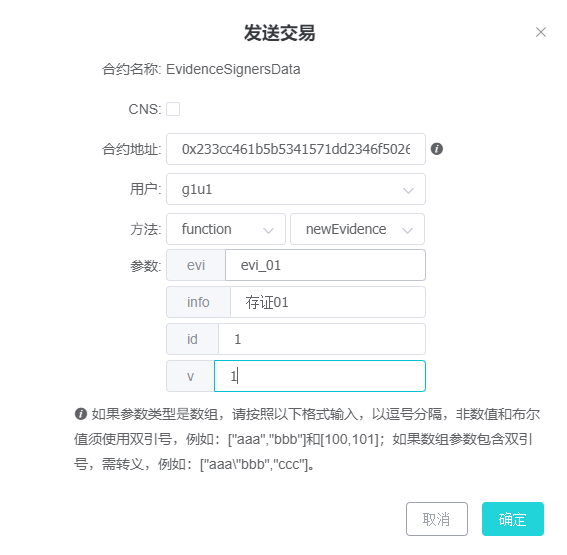 发送交易
合约名称: EvidenceSignersData
CNS:
合约地址: 0x233cc461b5b5341571dd2346f5026
用户: g1u1
方法: function newEvidence
参数: evi evi_01
info 存证01
id 1
v 1
如果参数类型是数组，请按照以下格式输入，以逗号分隔，非数值和布尔
值须使用双引号，例如：["aaa","bbb"]和[100,101]；如果数组参数包含双引
号，需转义，例如：["aaa\"bbb","ccc"]。
取消 确定